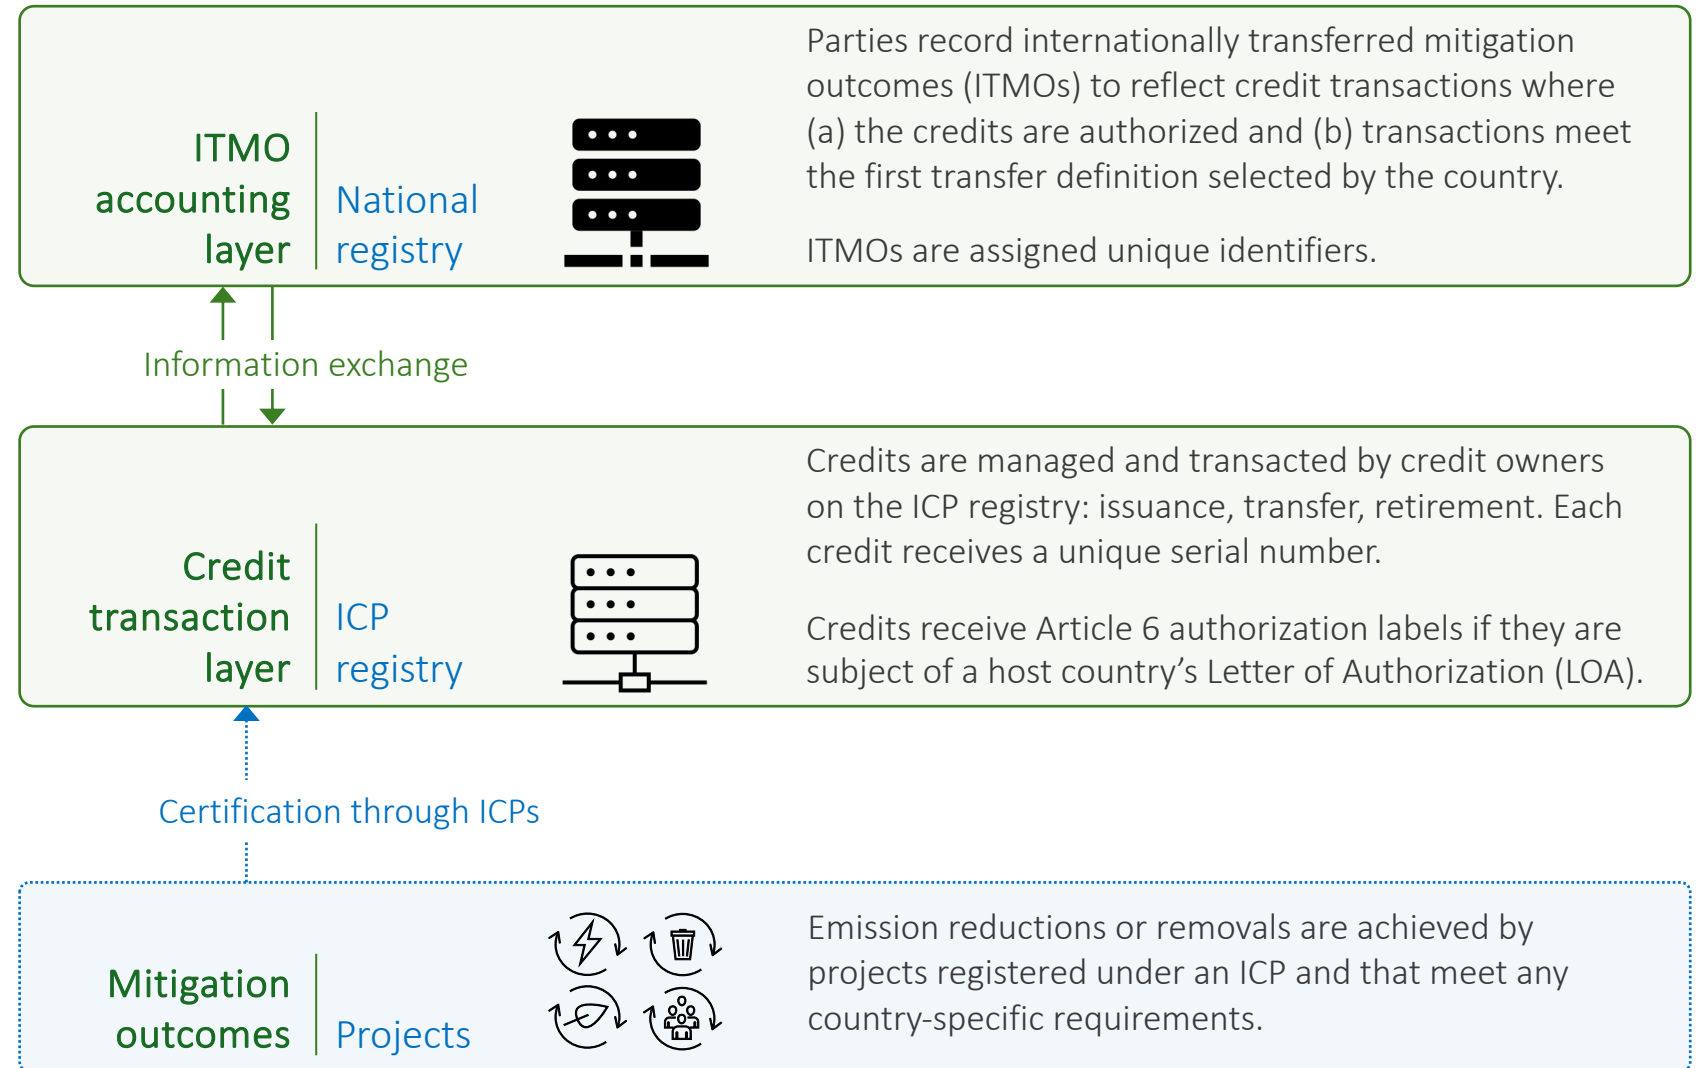 ITMO
accounting
layer
National
registry
Parties record internationally transferred mitigation
outcomes (ITMOs) to reflect credit transactions where
(a) the credits are authorized and (b) transactions meet
the first transfer definition selected by the country.
ITMOs are assigned unique identifiers.
Information exchange
Credit
transaction
layer
ICP
registry
Credits are managed and transacted by credit owners
on the ICP registry: issuance, transfer, retirement. Each
credit receives a unique serial number.
Credits receive Article 6 authorization labels if they are
subject of a host country’s Letter of Authorization (LOA).
Certification through ICPs
Mitigation
outcomes
Projects
Emission reductions or removals are achieved by
projects registered under an ICP and that meet any
country-specific requirements.